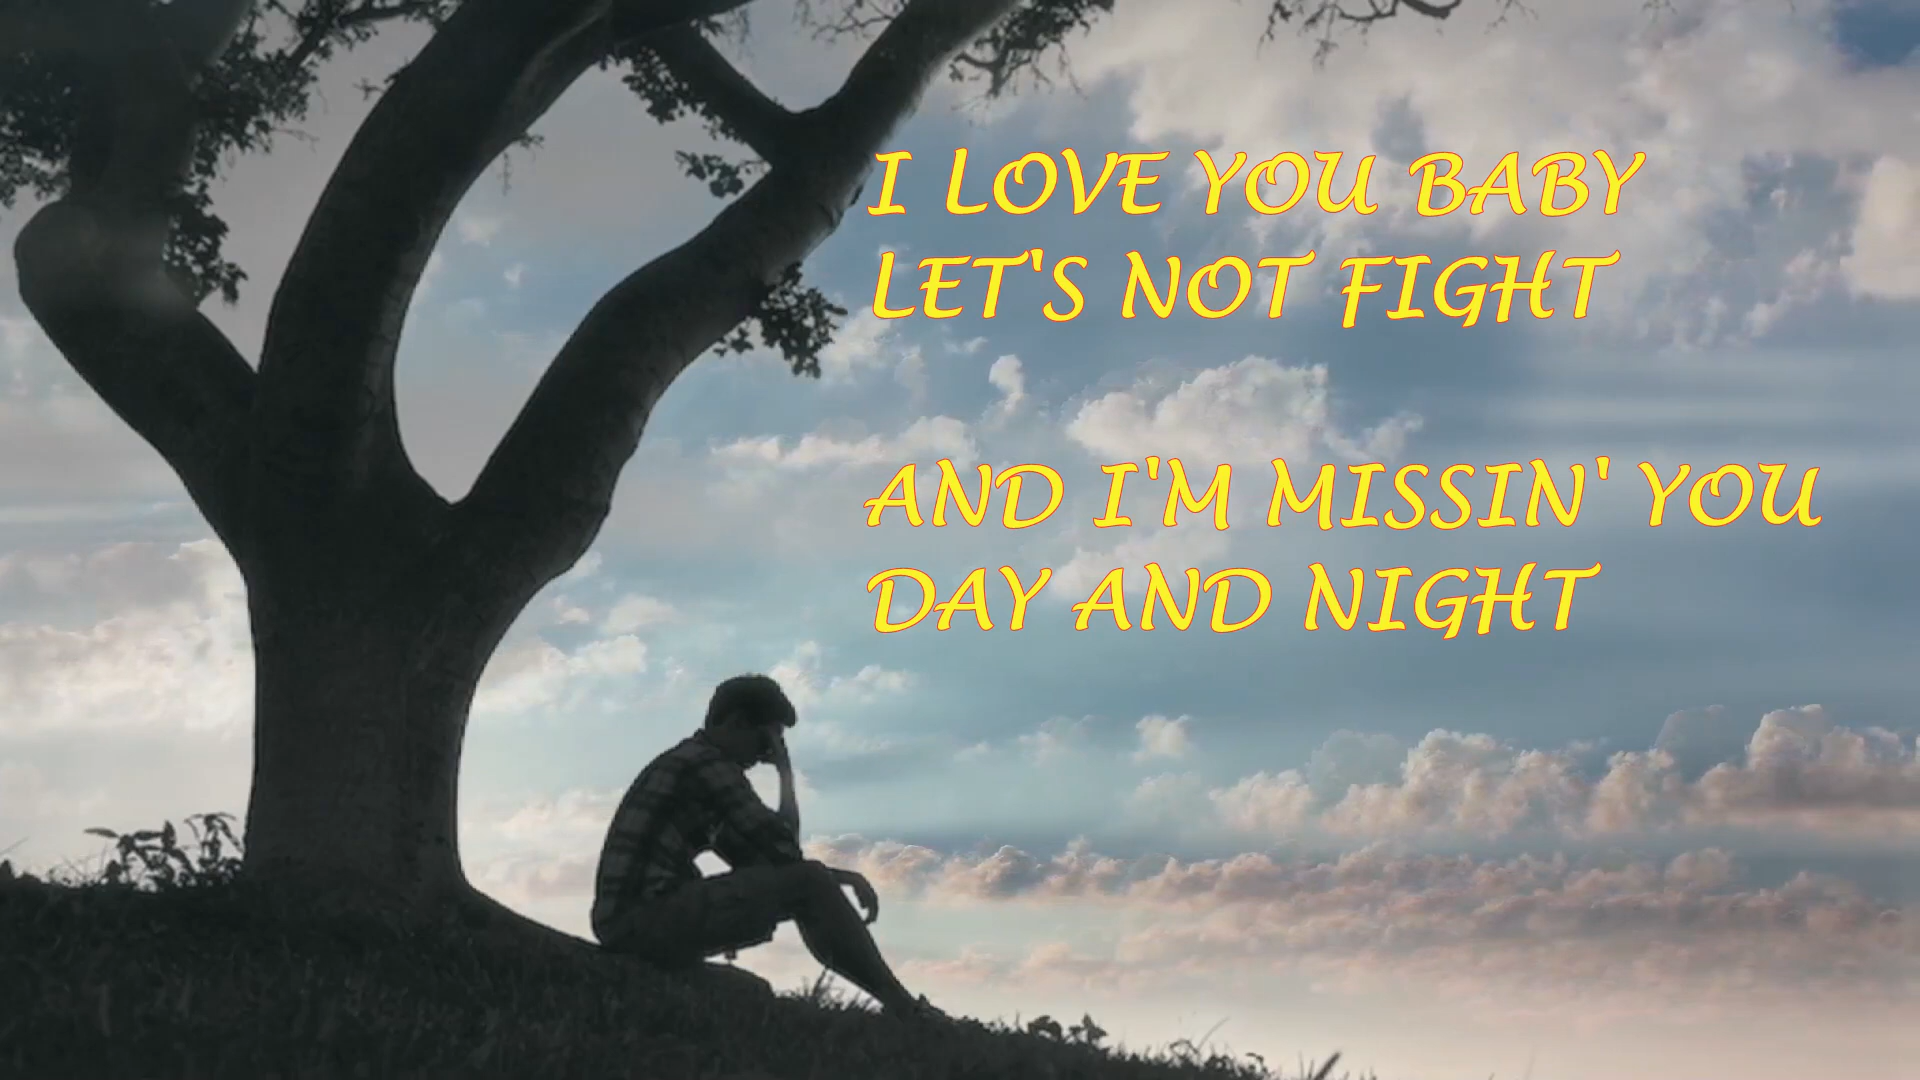 I LOVE YOU BABY
LET'S NOT FIGHT
AND I'M MISSIN' YOU
DAY AND NIGHT